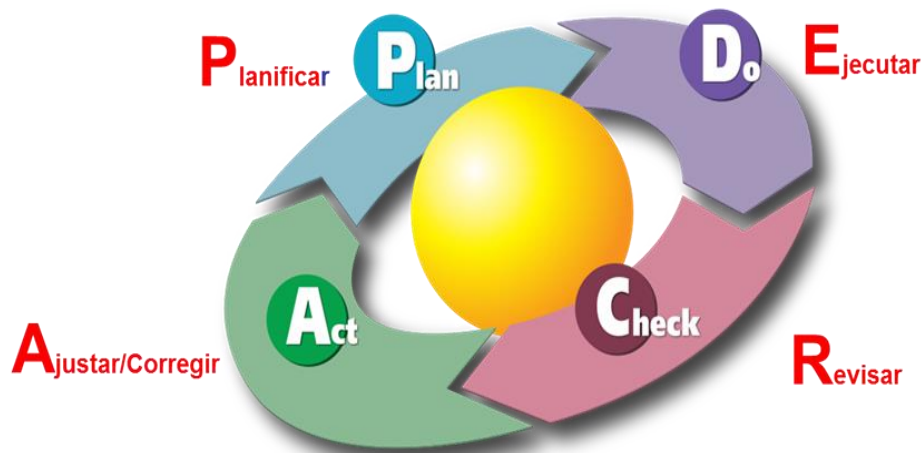 Planificar
Plan
Do
Ejecutar
Act
Check
Ajustar/Corregir
Revisar